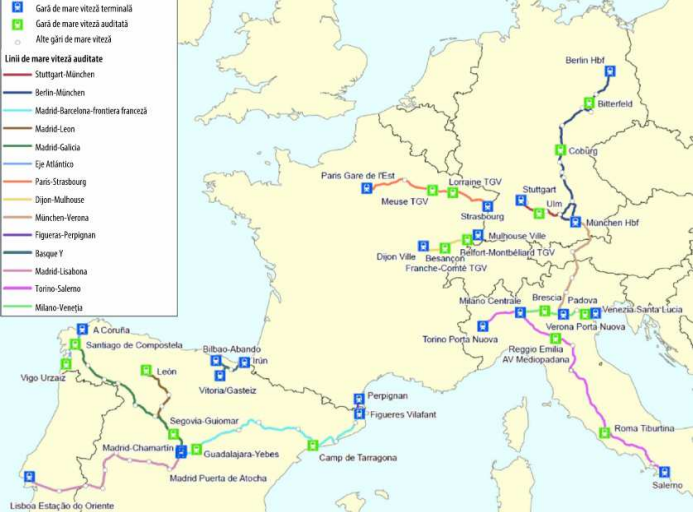 Gară de mare viteză terminală
Gară de mare viteză auditată
Alte gări de mare viteză
Linii de mare viteză auditate
Stuttgart-München
Berlin-München
Madrid-Barcelona-frontiera franceză
Madrid-Leon
Madrid-Galicia
Eje Atlántico
Paris-Strasbourg
Dijon-Mulhouse
München-Verona
Figueras-Perpignan
Basque Y
Madrid-Lisabona
Torino-Salerno
Milano-Veneția
Berlin Hbf
Bitterfeld
Coburg
Paris Gare de l'Est
Lorraine TGV
Meuse TGV
Stuttgart
Ulm
Strasbourg
München Hbf
Mulhouse Ville
Dijon Ville
Besançon
Belfort-Montbéliard TGV
Franche-Comté TGV
Milano Centrale
Brescia
Padova
Venezia Santa Lucia
Verona Porta Nuova
Torino Porta Nuova
Reggio Emilia
AV Mediopadana
A Coruña
Santiago de Compostela
Bilbao-Abando
Irún
León
Vigo Urzaiz
Vitoria/Gasteiz
Perpignan
Figueres Vilafant
Segovia-Guiomar
Roma Tiburtina
Madrid-Chamartín
Guadalajara-Yebes
Camp de Tarragona
Madrid Puerta de Atocha
Salerno
Lisboa Estação do Oriente